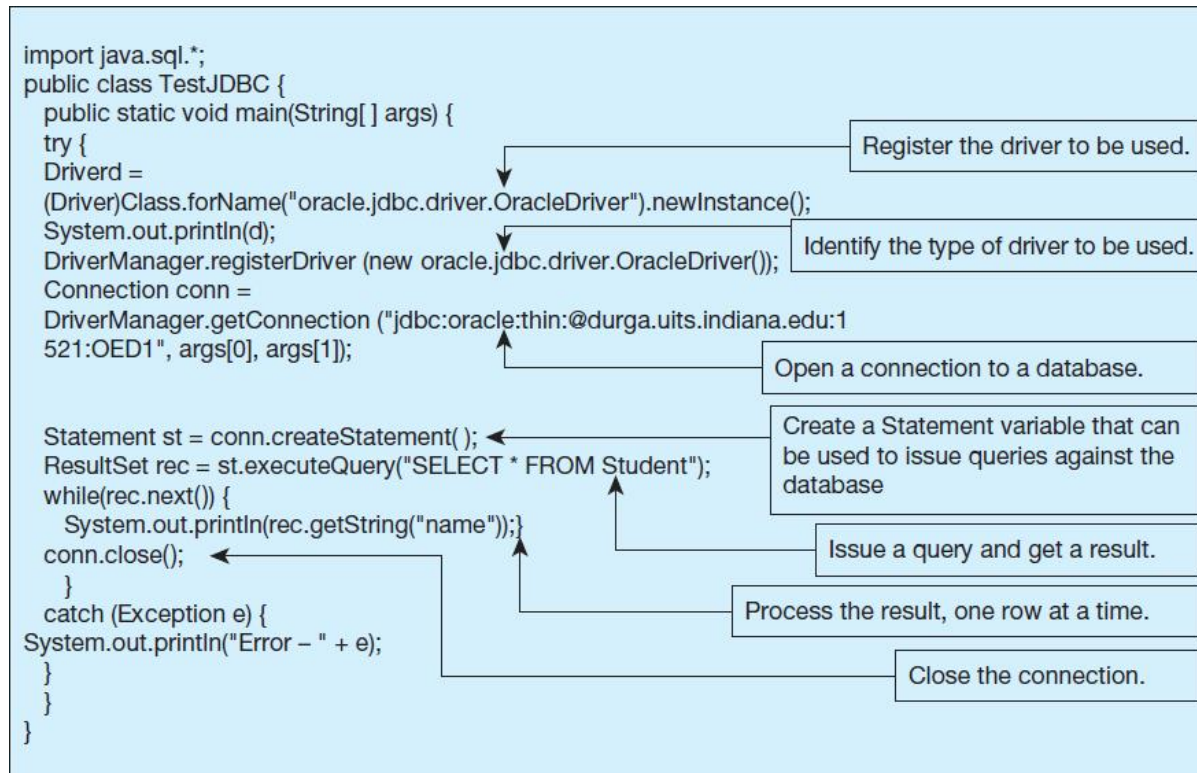 import java.sql.*;
public class TestJDBC {
public static void main(String[ ] args) {
try {
Driverd =
(Driver)Class.forName("oracle.jdbc.driver.OracleDriver").newInstance();
System.out.println(d);
DriverManager.registerDriver (new oracle.jdbc.driver.OracleDriver());
Connection conn =
DriverManager.getConnection ("jdbc:oracle:thin:@durga.uits.indiana.edu:1
521:OED1", args[0], args[1]);
Statement st = conn.createStatement( );
ResultSet rec = st.executeQuery("SELECT * FROM Student");
while(rec.next()) {
System.out.println(rec.getString("name"));}
conn.close();
}
catch (Exception e) {
System.out.println("Error – " + e);
}
}
}
Register the driver to be used.
Identify the type of driver to be used.
Open a connection to a database.
Create a Statement variable that can
be used to issue queries against the
database
Issue a query and get a result.
Process the result, one row at a time.
Close the connection.